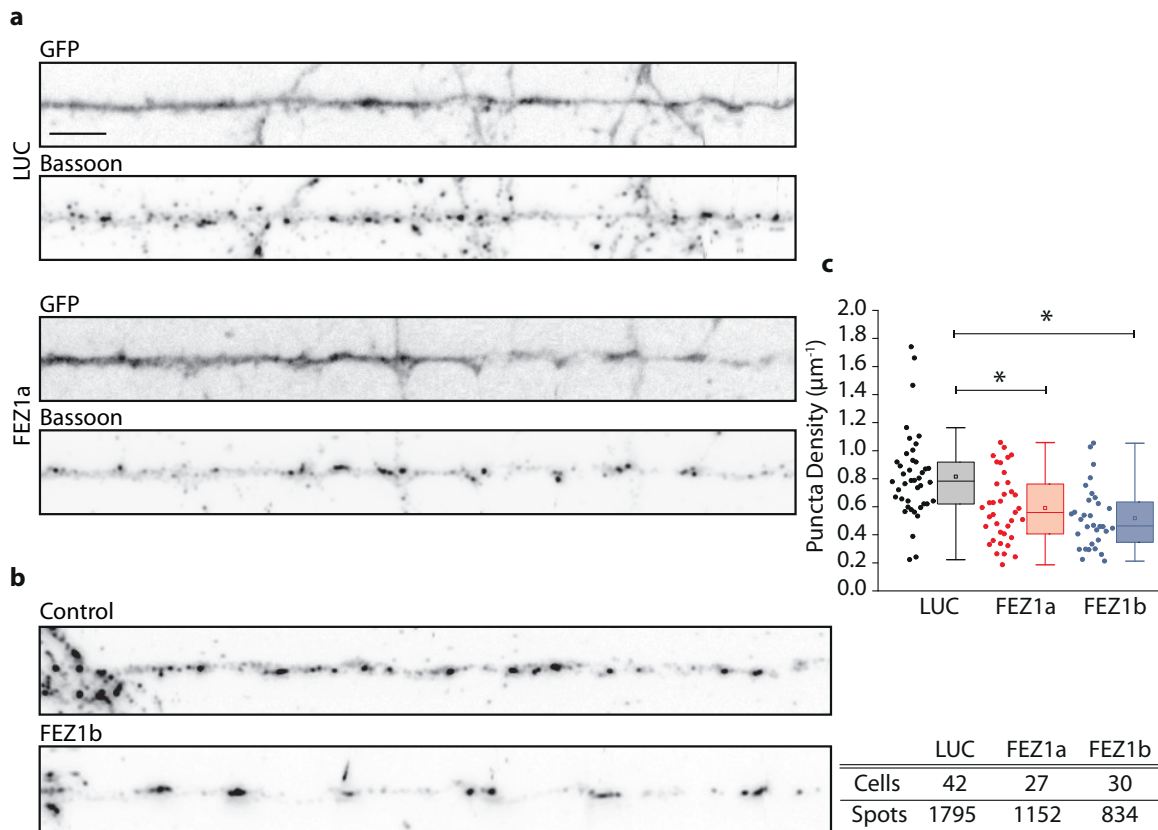 a
GFP
LUC
Bassoon
GFP
FEZ1a
Bassoon
b
Control
FEZ1b
c
Puncta Density (µm⁻¹)
2.0
1.8
1.6
1.4
1.2
1.0
0.8
0.6
0.4
0.2
0.0
*
*
LUC FEZ1a FEZ1b
LUC FEZ1a FEZ1b
Cells 42 27 30
Spots 1795 1152 834